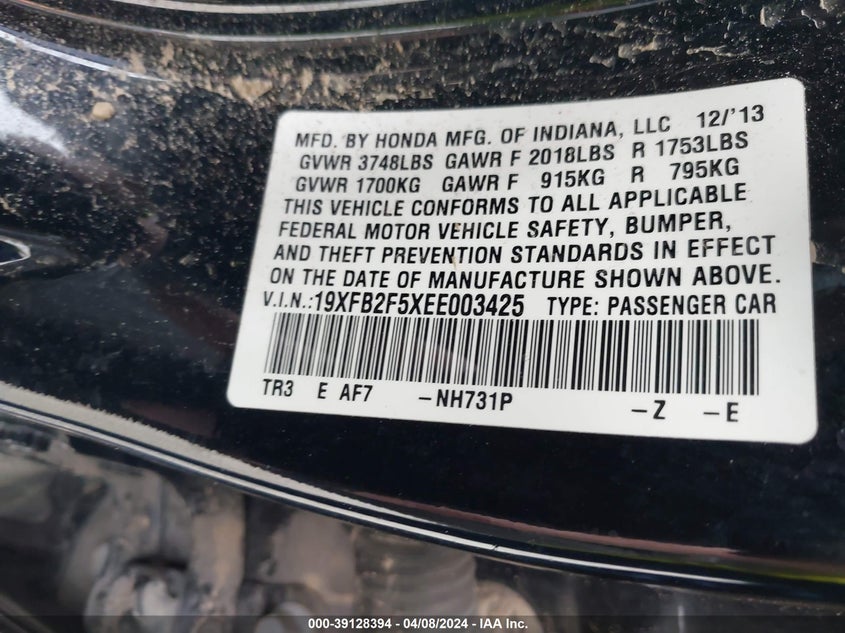 MFD. BY HONDA MFG. OF INDIANA, LLC 12/'13
GVWR 3748LBS GAWR F 2018LBS R 1753LBS
GVWR 1700KG GAWR F 915KG R 795KG
THIS VEHICLE CONFORMS TO ALL APPLICABLE
FEDERAL MOTOR VEHICLE SAFETY, BUMPER,
AND THEFT PREVENTION STANDARDS IN EFFECT
ON THE DATE OF MANUFACTURE SHOWN ABOVE.
V.I.N.:19XFB2F5XEE003425 TYPE: PASSENGER CAR
TR3 E AF7 -NH731P -Z -E
000-39128394 - 04/08/2024 - IAA Inc.